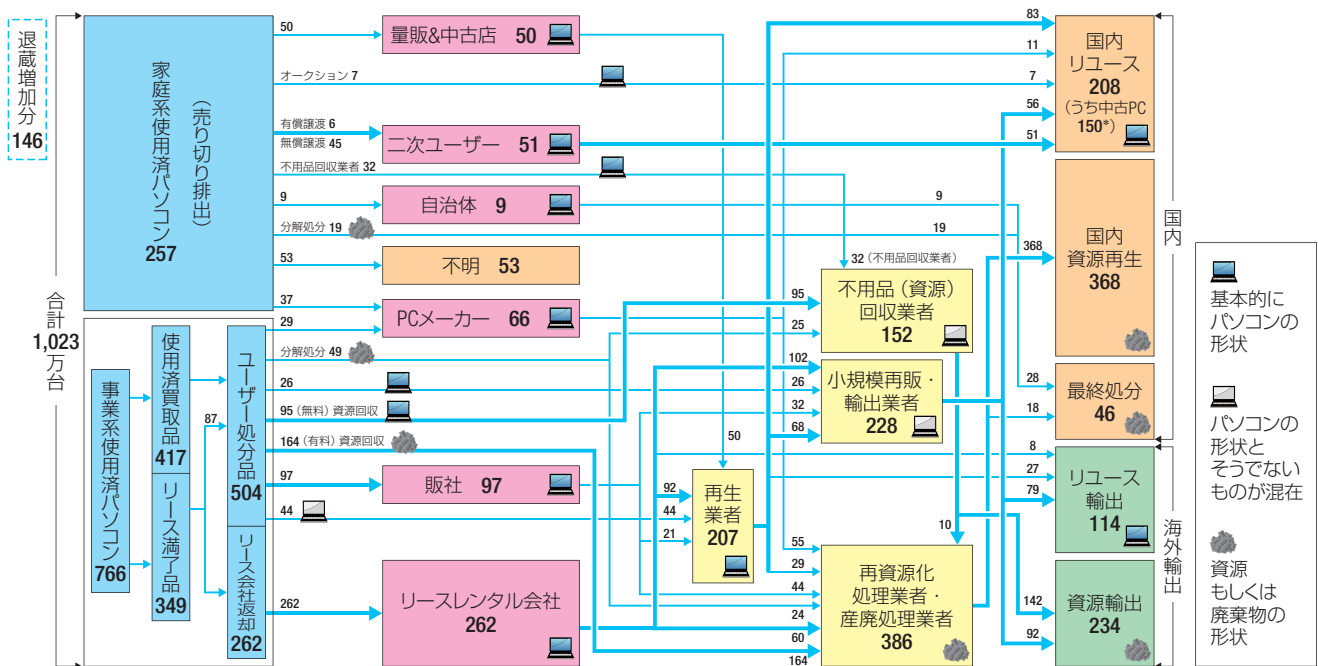 退蔵増加分
146
合計
1,023
万台
家庭系使用済パソコン
(売り切り排出)
257
事業系使用済パソコン
766
使用済買取品
417
リース満了品
349
87
ユーザー処分品
504
リース会社返却
262
50
オークション 7
有償譲渡 6
無償譲渡 45
不用品回収業者 32
9
分解処分 19
53
37
29
分解処分 49
26
95 (無料) 資源回収
164 (有料) 資源回収
97
44
262
量販&中古店 50
二次ユーザー 51
自治体 9
不明 53
PCメーカー 66
販社 97
リースレンタル会社
262
50
92
44
21
再生
業者
207
32 (不用品回収業者)
95
25
不用品 (資源)
回収業者
152
102
26
32
68
小規模再販・
輸出業者
228
10
55
29
44
24
60
164
再資源化
処理業者・
産廃処理業者
386
83
11
7
56
51
国内
リユース
208
(うち中古PC
150*)
9
19
368
国内
資源再生
368
28
18
最終処分
46
8
27
79
リユース
輸出
114
142
92
資源輸出
234
国内
海外輸出
基本的に
パソコンの
形状
パソコンの
形状と
そうでない
ものが混在
資源
もしくは
廃棄物の
形状